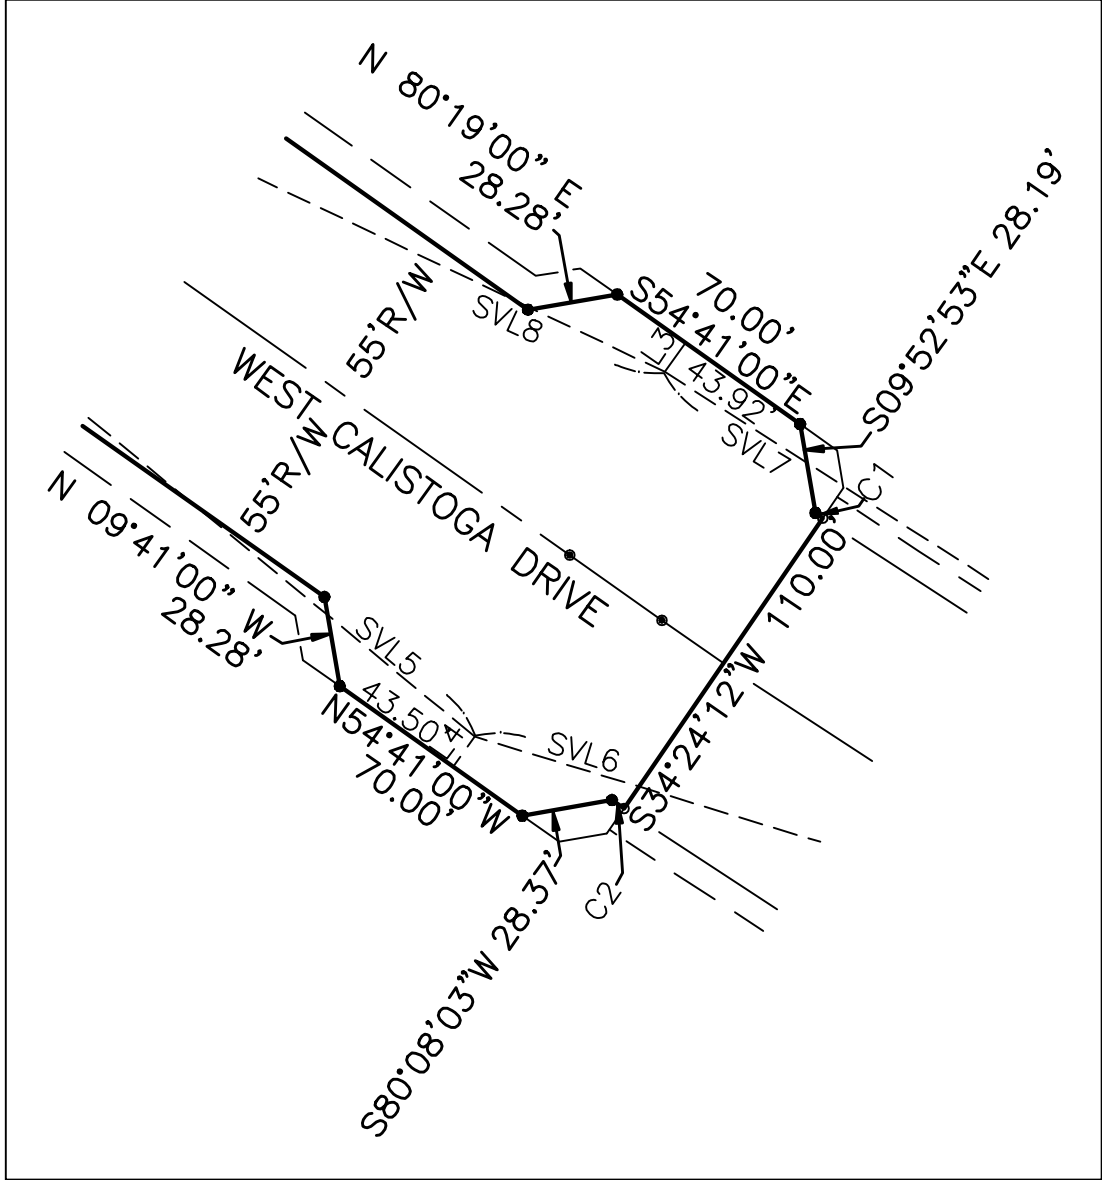 N 80°19'00" E
28.28'
S09°52'53"E 28.19'
70.00'
S54°41'00"E
SVL8
L3
43.92'
SVL7
C1
55'R/W
55'R/W
WEST CALISTOGA DRIVE
N 09°41'00" W
28.28'
SVL5
43.50'
L4
N54°41'00"W
70.00'
SVL6
S34°24'12"W 110.00'
C2
S80°08'03"W 28.37'